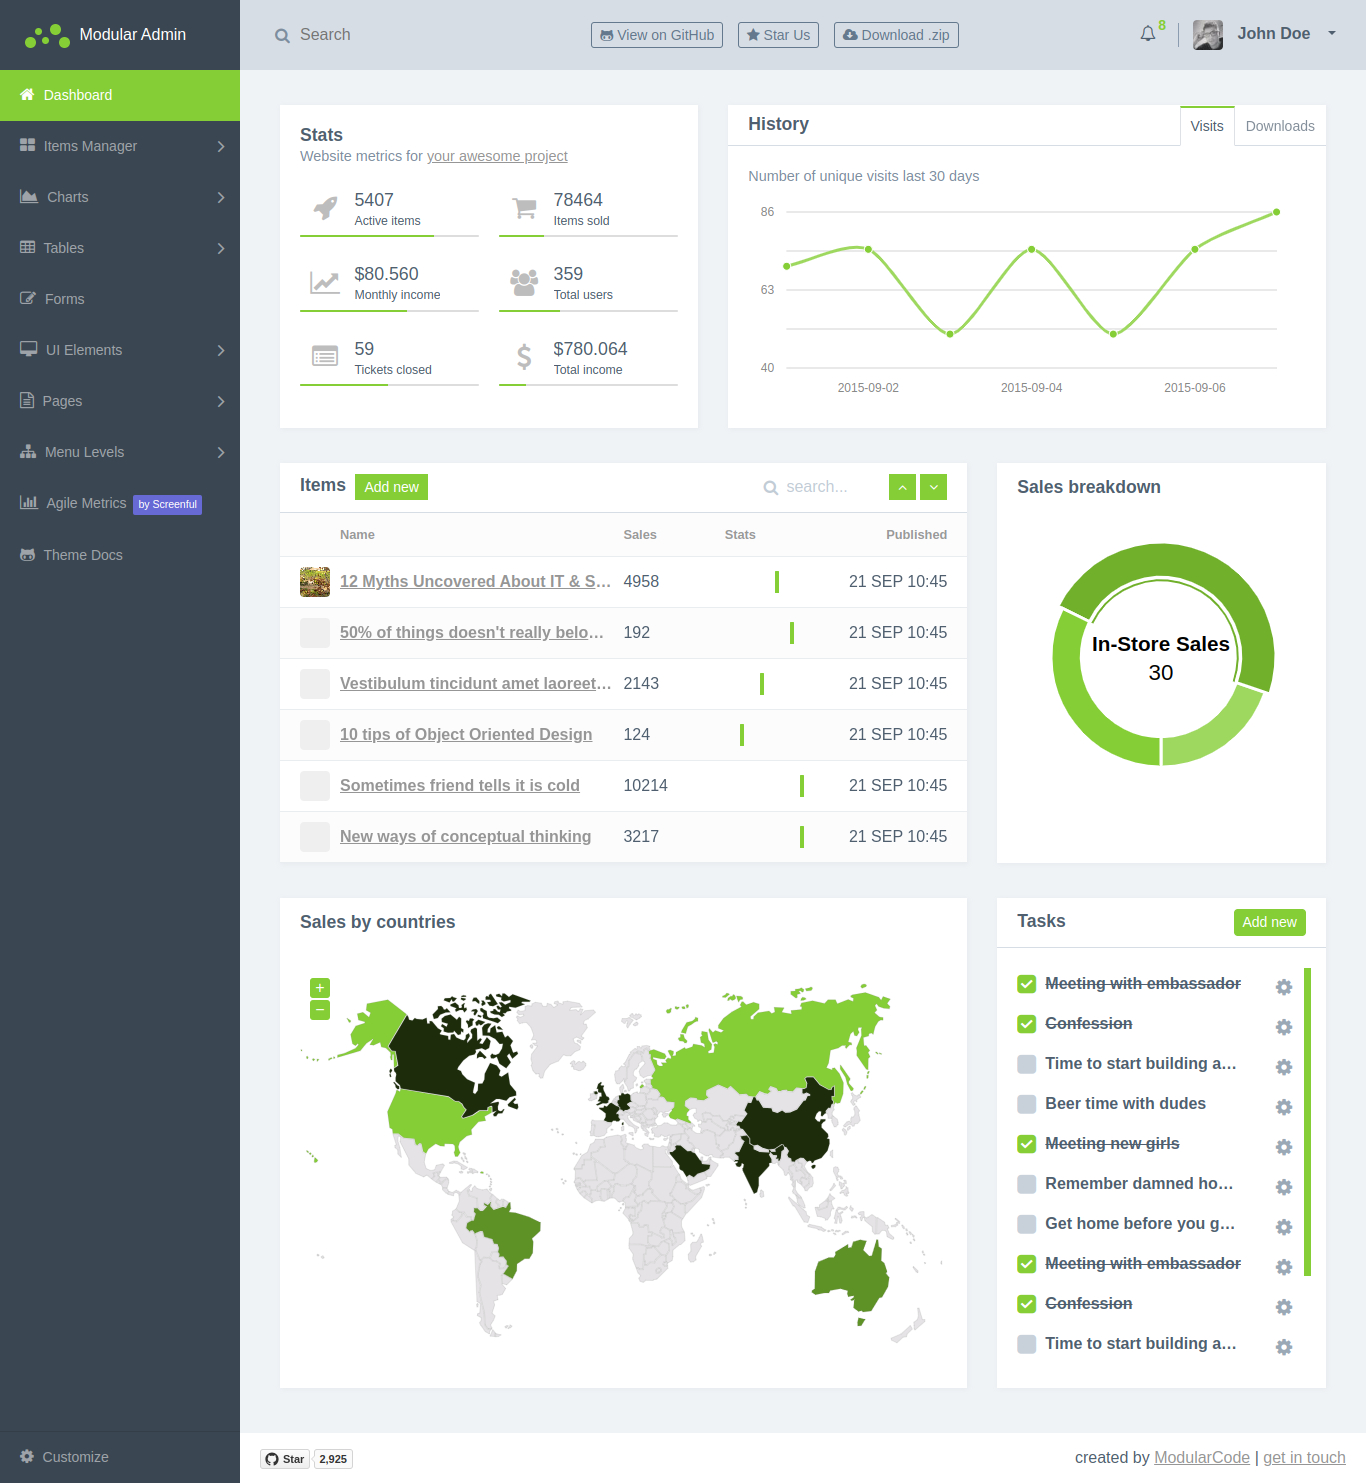 Modular Admin
Search
View on GitHub
Star Us
Download .zip
8
John Doe
Dashboard
Items Manager
Charts
Tables
Forms
UI Elements
Pages
Menu Levels
Agile Metrics by Screenful
Theme Docs
Customize
Stats
Website metrics for your awesome project
5407
Active items
78464
Items sold
$80.560
Monthly income
359
Total users
59
Tickets closed
$780.064
Total income
History
Visits
Downloads
Number of unique visits last 30 days
86
63
40
2015-09-02 2015-09-04 2015-09-06
Items Add new
search...
Name Sales Stats Published
12 Myths Uncovered About IT & S... 4958 21 SEP 10:45
50% of things doesn't really belo... 192 21 SEP 10:45
Vestibulum tincidunt amet laoreet... 2143 21 SEP 10:45
10 tips of Object Oriented Design 124 21 SEP 10:45
Sometimes friend tells it is cold 10214 21 SEP 10:45
New ways of conceptual thinking 3217 21 SEP 10:45
Sales breakdown
In-Store Sales
30
Sales by countries
+
−
Tasks
Add new
Meeting with embassador
Confession
Time to start building a...
Beer time with dudes
Meeting new girls
Remember damned ho...
Get home before you g...
Meeting with embassador
Confession
Time to start building a...
Star 2,925
created by ModularCode | get in touch